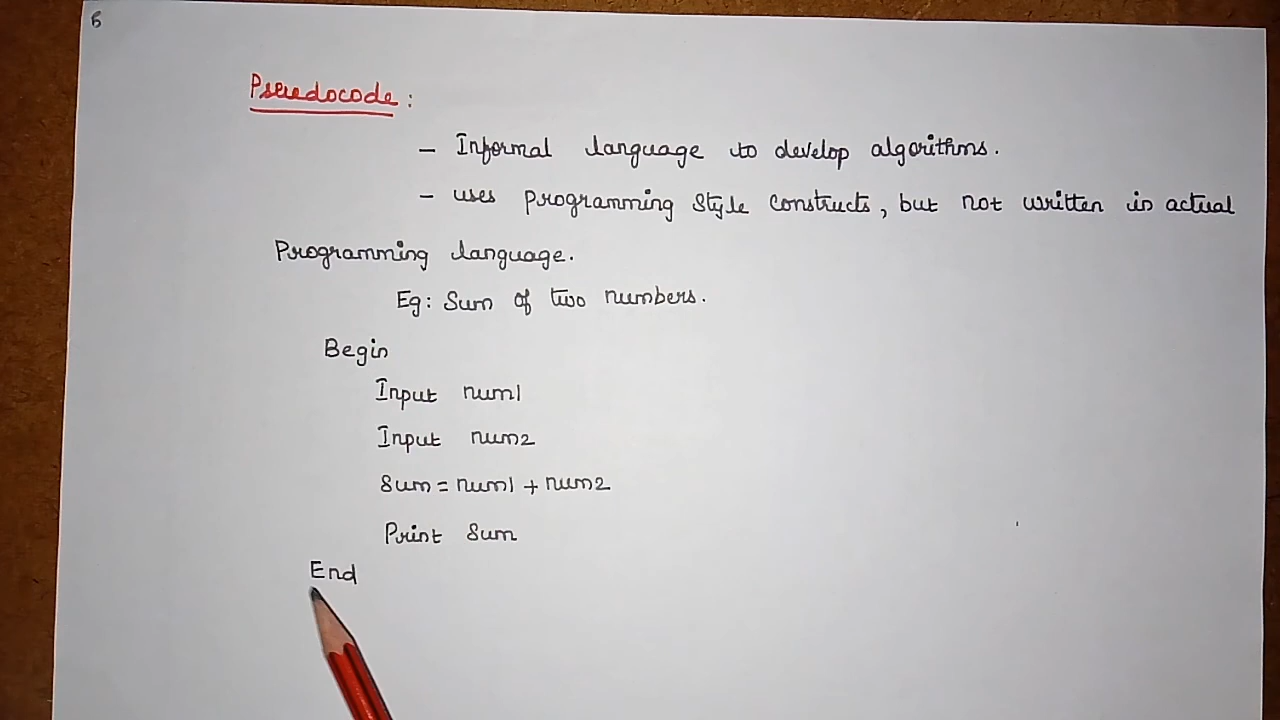 6
Pseudocode:
- Informal language to develop algorithms.
- uses programming style constructs, but not written in actual
Programming language.
Eg: Sum of two numbers.
Begin
Input num1
Input num2
Sum = num1 + num2
Print Sum
End